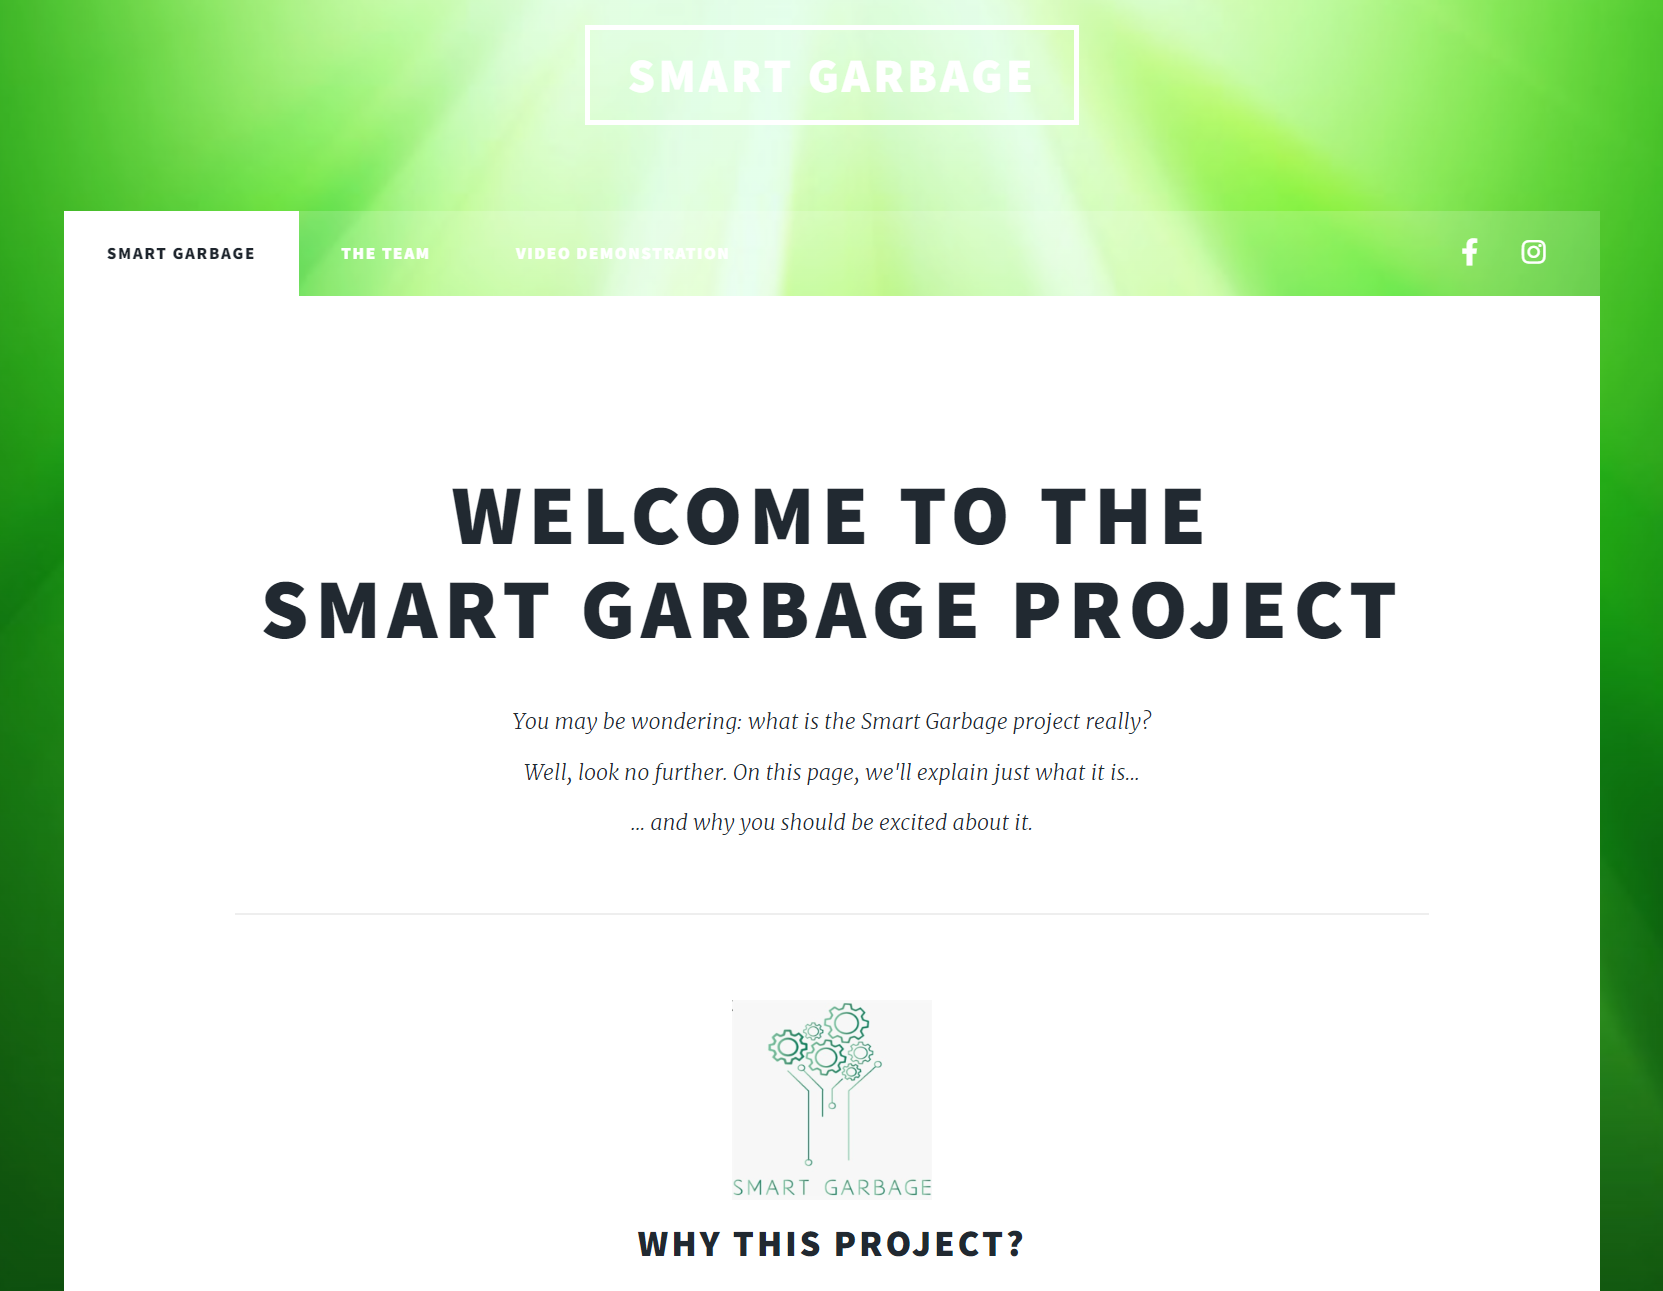 SMART GARBAGE
SMART GARBAGE
THE TEAM
VIDEO DEMONSTRATION
WELCOME TO THE
SMART GARBAGE PROJECT
You may be wondering: what is the Smart Garbage project really?
Well, look no further. On this page, we'll explain just what it is...
... and why you should be excited about it.
SMART GARBAGE
WHY THIS PROJECT?